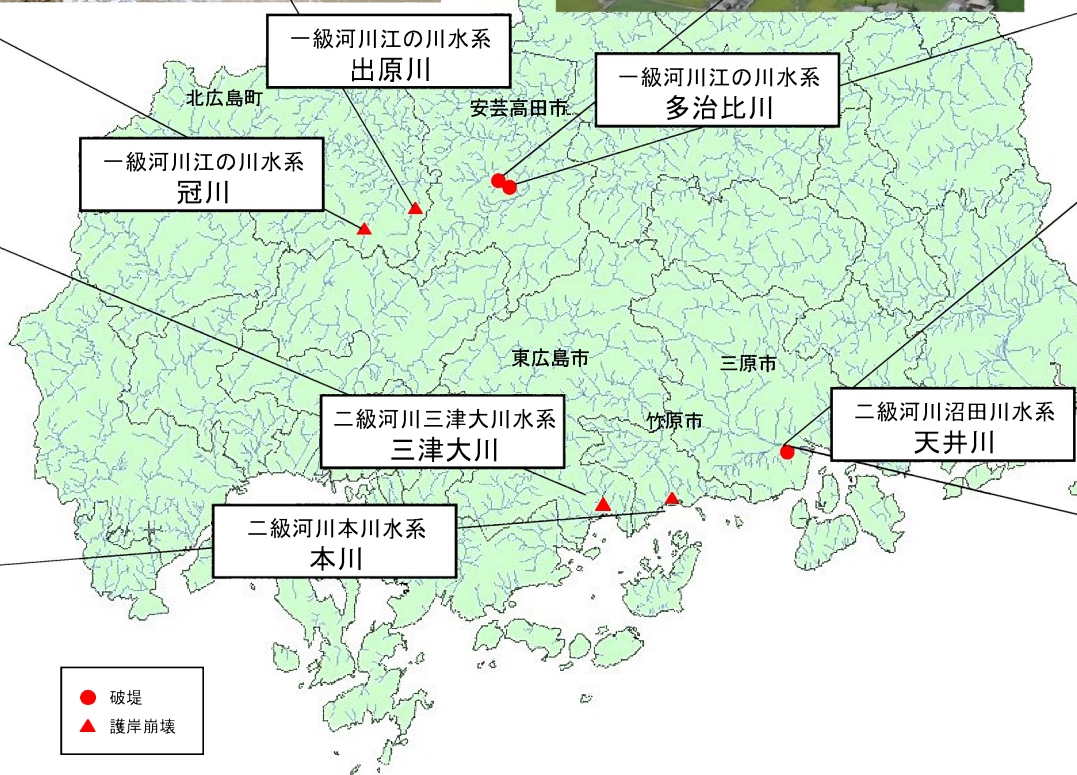 一級河川江の川水系
出原川
一級河川江の川水系
多治比川
北広島町
安芸高田市
一級河川江の川水系
冠川
東広島市
三原市
竹原市
二級河川三津大川水系
三津大川
二級河川沼田川水系
天井川
二級河川本川水系
本川
破堤
護岸崩壊